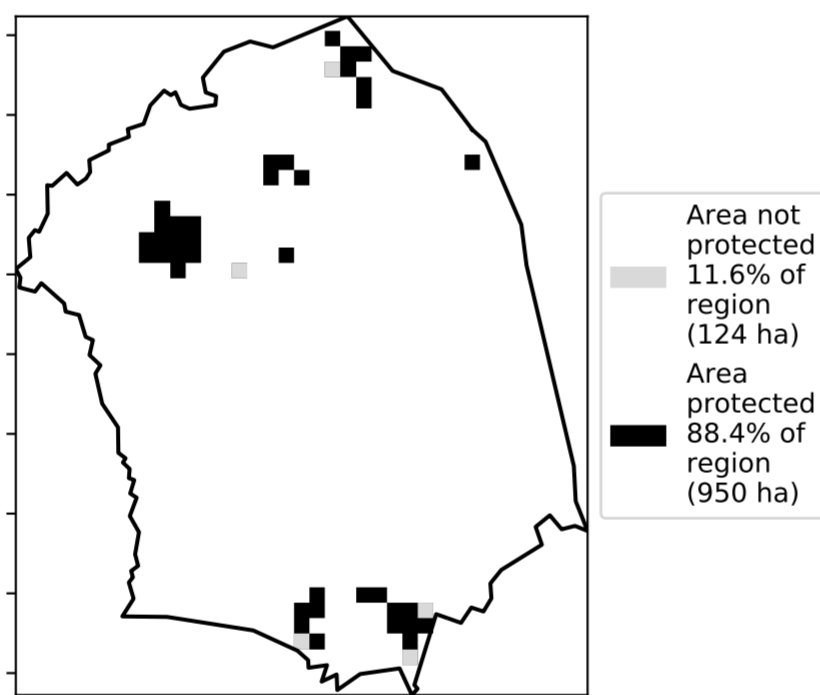 Area not
protected
11.6% of
region
(124 ha)
Area
protected
88.4% of
region
(950 ha)